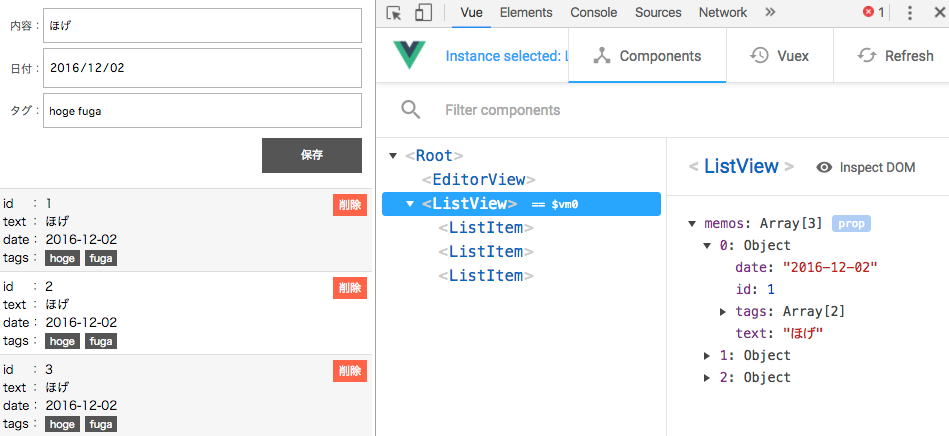 内容： ほげ
日付： 2016/12/02
タグ： hoge fuga
保存
id ： 1 削除
text ： ほげ
date ： 2016-12-02
tags ： hoge fuga
id ： 2 削除
text ： ほげ
date ： 2016-12-02
tags ： hoge fuga
id ： 3 削除
text ： ほげ
date ： 2016-12-02
tags ： hoge fuga
Vue Elements Console Sources Network » 1
Instance selected: L Components Vuex Refresh
Filter components
▼ <Root>
<EditorView>
▼ <ListView> == $vm0
<ListItem>
<ListItem>
<ListItem>
< ListView > Inspect DOM
▼ memos: Array[3] prop
▼ 0: Object
date: "2016-12-02"
id: 1
▶ tags: Array[2]
text: "ほげ"
▶ 1: Object
▶ 2: Object